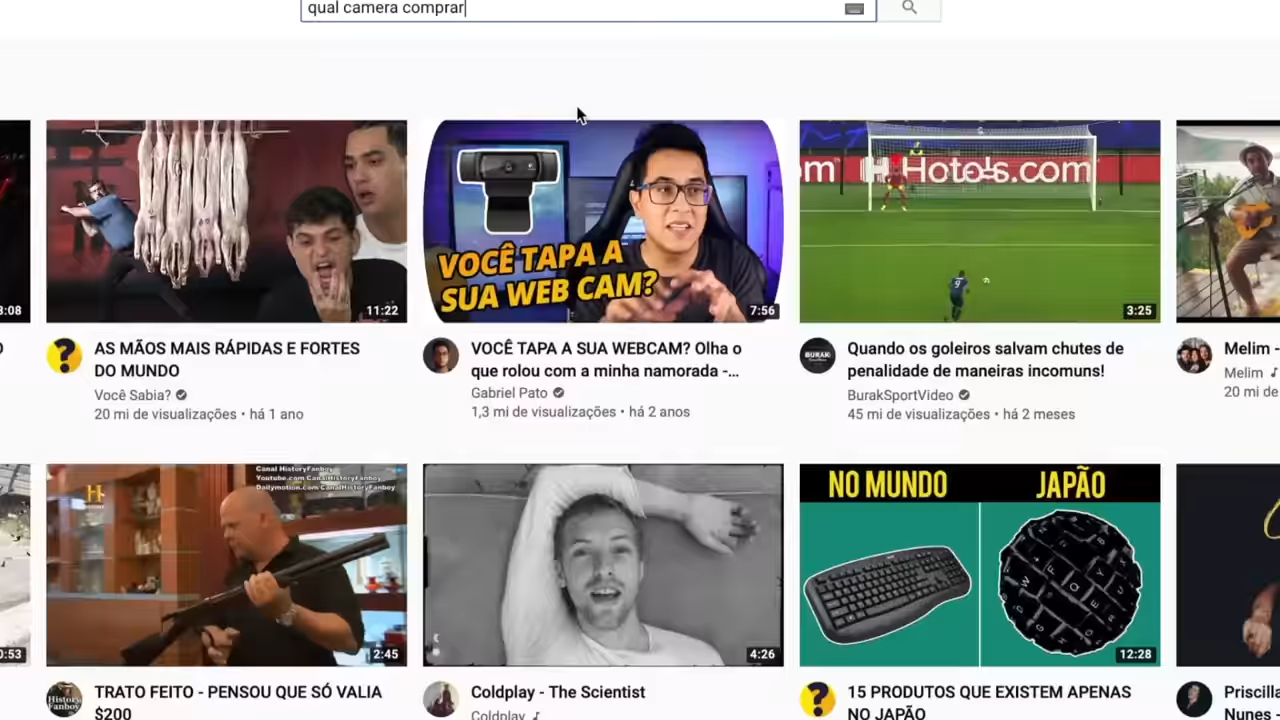 qual camera comprar
om
Hotels.com
VOCÊ TAPA A
SUA WEB CAM?
3:08
11:22
7:56
3:25
AS MÃOS MAIS RÁPIDAS E FORTES
DO MUNDO
Você Sabia?
20 mi de visualizações • há 1 ano
VOCÊ TAPA A SUA WEBCAM? Olha o
que rolou com a minha namorada -...
Gabriel Pato
1,3 mi de visualizações • há 2 anos
BURAK
Quando os goleiros salvam chutes de
penalidade de maneiras incomuns!
BurakSportVideo
45 mi de visualizações • há 2 meses
Melim -
Melim
20 mi de
Canal HistoryFanboy
Youtube.com/CanalHistoryFanboy
Dailymotion.com/CanalHistoryFanboy
H
NO MUNDO
JAPÃO
0:53
2:45
4:26
12:28
History
Fanboy
TRATO FEITO - PENSOU QUE SÓ VALIA
$200
Coldplay - The Scientist
Coldplay
15 PRODUTOS QUE EXISTEM APENAS
NO JAPÃO
Priscilla
Nunes -